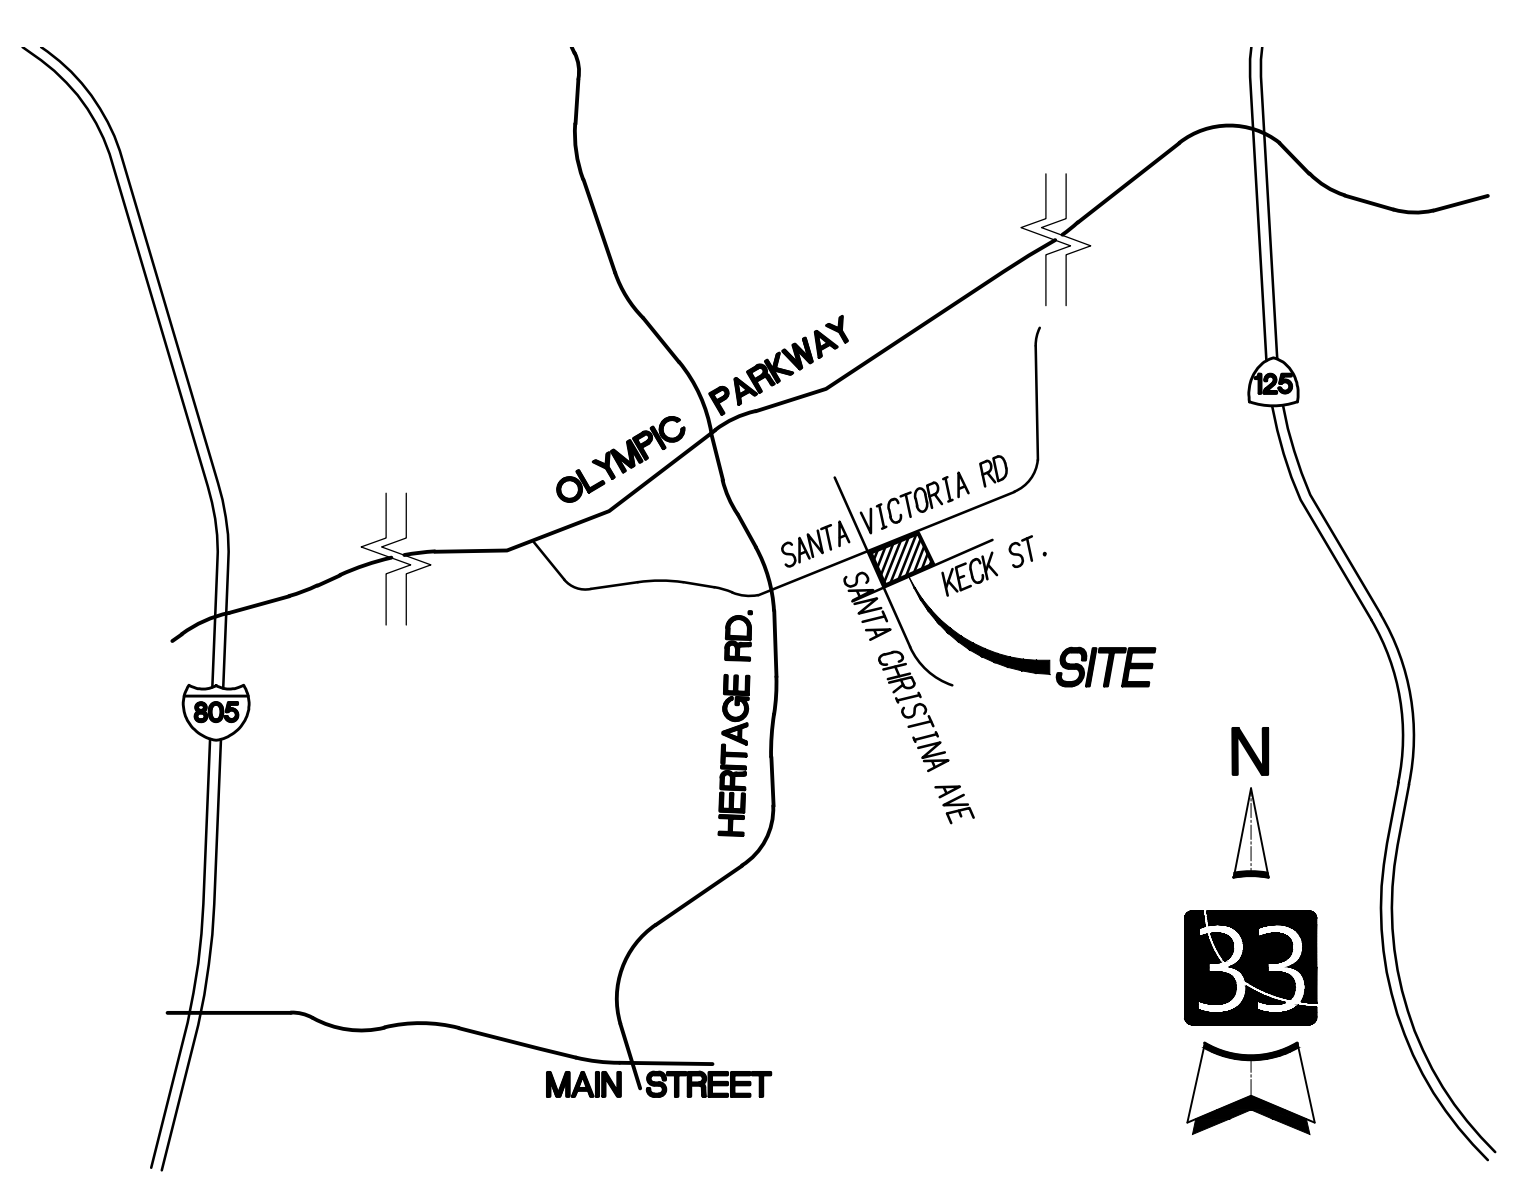 OLYMPIC PARKWAY
125
SANTA VICTORIA RD
KECK ST.
SANTA CHRISTINA AVE
HERITAGE RD.
SITE
805
N
33
MAIN STREET